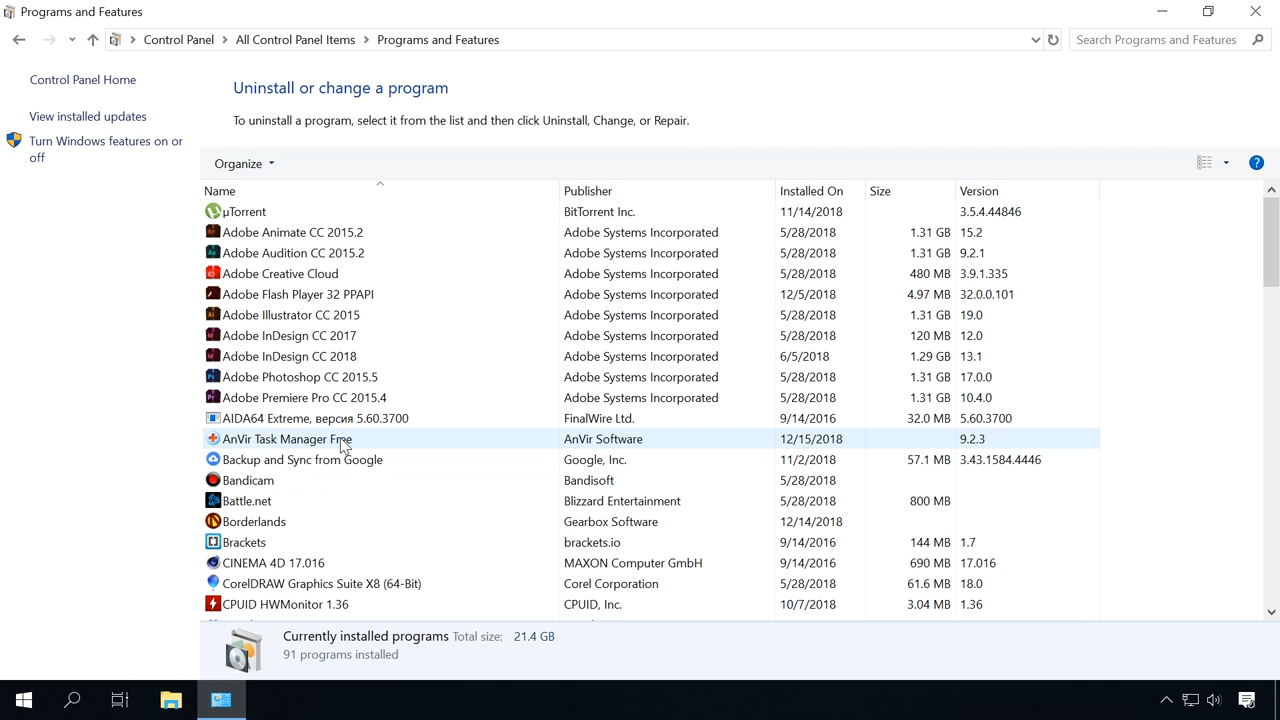 Programs and Features
Control Panel All Control Panel Items Programs and Features Search Programs and Features
Control Panel Home
View installed updates
Turn Windows features on or
off
Uninstall or change a program
To uninstall a program, select it from the list and then click Uninstall, Change, or Repair.
Organize
Name Publisher Installed On Size Version
µTorrent BitTorrent Inc. 11/14/2018 3.5.4.44846
Adobe Animate CC 2015.2 Adobe Systems Incorporated 5/28/2018 1.31 GB 15.2
Adobe Audition CC 2015.2 Adobe Systems Incorporated 5/28/2018 1.31 GB 9.2.1
Adobe Creative Cloud Adobe Systems Incorporated 5/28/2018 480 MB 3.9.1.335
Adobe Flash Player 32 PPAPI Adobe Systems Incorporated 12/5/2018 4.97 MB 32.0.0.101
Adobe Illustrator CC 2015 Adobe Systems Incorporated 5/28/2018 1.31 GB 19.0
Adobe InDesign CC 2017 Adobe Systems Incorporated 5/28/2018 120 MB 12.0
Adobe InDesign CC 2018 Adobe Systems Incorporated 6/5/2018 1.29 GB 13.1
Adobe Photoshop CC 2015.5 Adobe Systems Incorporated 5/28/2018 1.31 GB 17.0.0
Adobe Premiere Pro CC 2015.4 Adobe Systems Incorporated 5/28/2018 1.31 GB 10.4.0
AIDA64 Extreme, версия 5.60.3700 FinalWire Ltd. 9/14/2016 32.0 MB 5.60.3700
AnVir Task Manager Free AnVir Software 12/15/2018 9.2.3
Backup and Sync from Google Google, Inc. 11/2/2018 57.1 MB 3.43.1584.4446
Bandicam Bandisoft 5/28/2018
Battle.net Blizzard Entertainment 5/28/2018 800 MB
Borderlands Gearbox Software 12/14/2018
Brackets brackets.io 9/14/2016 144 MB 1.7
CINEMA 4D 17.016 MAXON Computer GmbH 9/14/2016 690 MB 17.016
CorelDRAW Graphics Suite X8 (64-Bit) Corel Corporation 5/28/2018 61.6 MB 18.0
CPUID HWMonitor 1.36 CPUID, Inc. 10/7/2018 3.04 MB 1.36
Currently installed programs Total size: 21.4 GB
91 programs installed